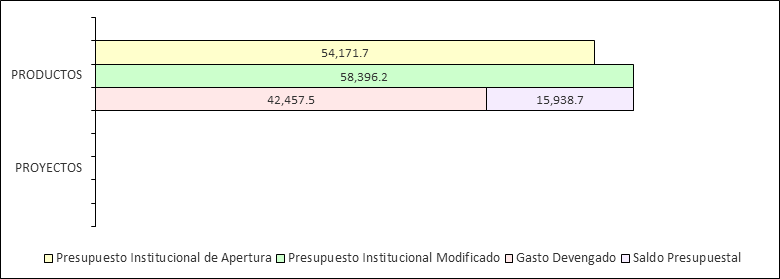 54,171.7
PRODUCTOS
58,396.2
42,457.5 15,938.7
PROYECTOS
Presupuesto Institucional de Apertura Presupuesto Institucional Modificado Gasto Devengado Saldo Presupuestal